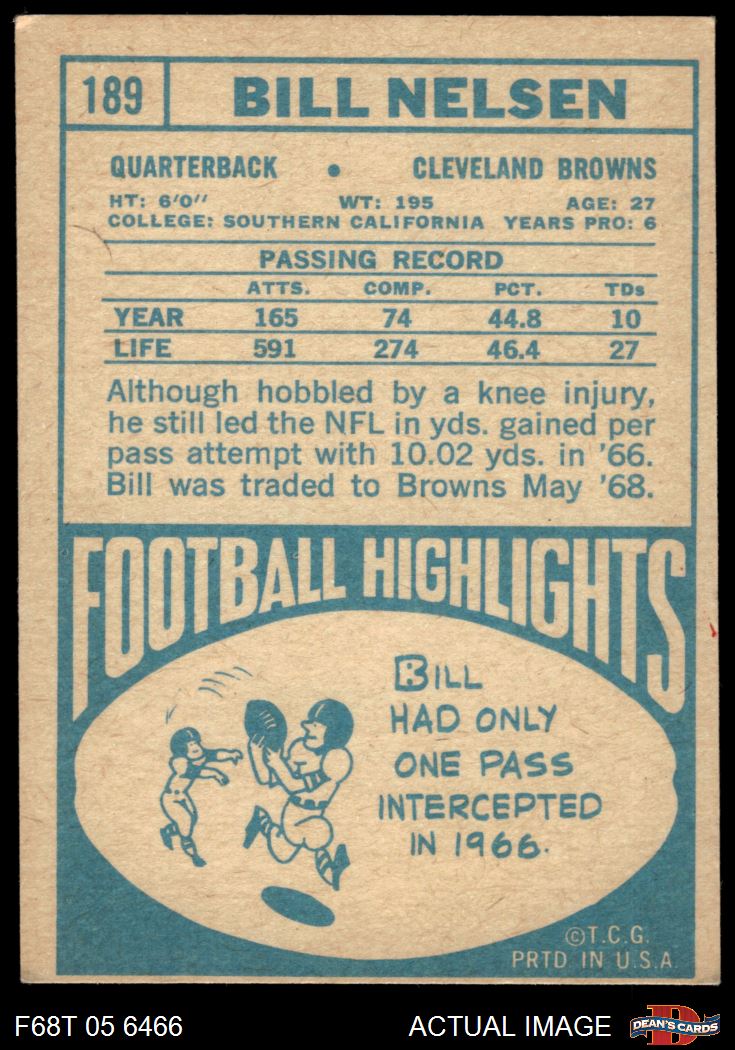 189 BILL NELSEN
QUARTERBACK • CLEVELAND BROWNS
HT: 6'0" WT: 195 AGE: 27
COLLEGE: SOUTHERN CALIFORNIA YEARS PRO: 6
PASSING RECORD
ATTS. COMP. PCT. TDs
YEAR 165 74 44.8 10
LIFE 591 274 46.4 27
Although hobbled by a knee injury,
he still led the NFL in yds. gained per
pass attempt with 10.02 yds. in '66.
Bill was traded to Browns May '68.
FOOTBALL HIGHLIGHTS
BILL
HAD ONLY
ONE PASS
INTERCEPTED
IN 1966.
©T.C.G.
PRTD. IN U.S.A.
F68T 05 6466 ACTUAL IMAGE DEAN'S CARDS